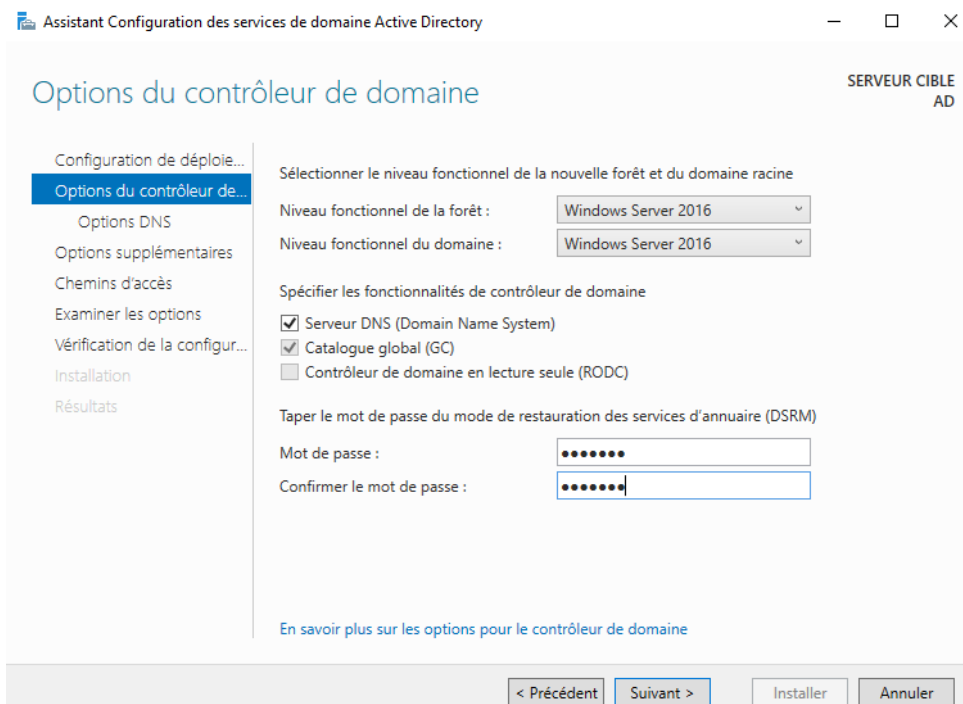 Assistant Configuration des services de domaine Active Directory
Options du contrôleur de domaine
SERVEUR CIBLE
AD
Configuration de déploie...
Options du contrôleur de...
Options DNS
Options supplémentaires
Chemins d'accès
Examiner les options
Vérification de la configur...
Installation
Résultats
Sélectionner le niveau fonctionnel de la nouvelle forêt et du domaine racine
Niveau fonctionnel de la forêt : Windows Server 2016
Niveau fonctionnel du domaine : Windows Server 2016
Spécifier les fonctionnalités de contrôleur de domaine
Serveur DNS (Domain Name System)
Catalogue global (GC)
Contrôleur de domaine en lecture seule (RODC)
Taper le mot de passe du mode de restauration des services d'annuaire (DSRM)
Mot de passe : •••••••
Confirmer le mot de passe : •••••••
En savoir plus sur les options pour le contrôleur de domaine
< Précédent Suivant > Installer Annuler